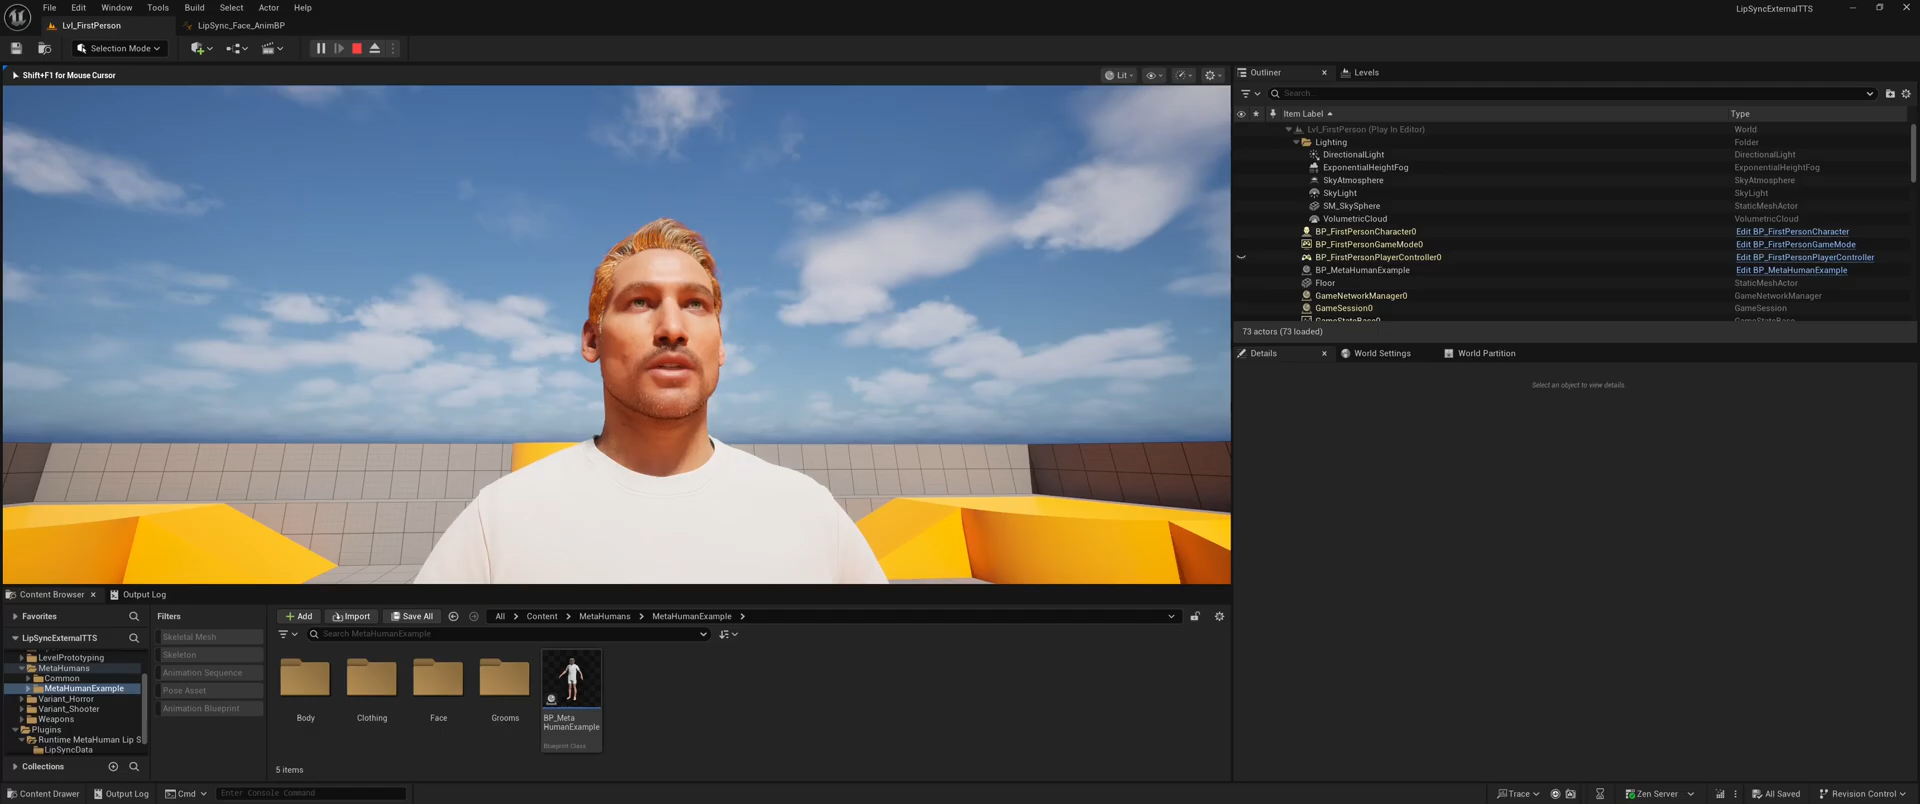 File Edit Window Tools Build Select Actor Help
LipSyncExternalTTS
Lvl_FirstPerson
LipSync_Face_AnimBP
Selection Mode
Shift+F1 for Mouse Cursor
Lit
Outliner
Levels
Search...
Item Label
Type
Lvl_FirstPerson (Play In Editor) World
Lighting Folder
DirectionalLight DirectionalLight
ExponentialHeightFog ExponentialHeightFog
SkyAtmosphere SkyAtmosphere
SkyLight SkyLight
SM_SkySphere StaticMeshActor
VolumetricCloud VolumetricCloud
BP_FirstPersonCharacter0 Edit BP_FirstPersonCharacter
BP_FirstPersonGameMode0 Edit BP_FirstPersonGameMode
BP_FirstPersonPlayerController0 Edit BP_FirstPersonPlayerController
BP_MetaHumanExample Edit BP_MetaHumanExample
Floor StaticMeshActor
GameNetworkManager0 GameNetworkManager
GameSession0 GameSession
GameStateBase0 GameStateBase
73 actors (73 loaded)
Details
World Settings
World Partition
Select an object to view details
Content Browser
Output Log
Favorites
Filters
Add
Import
Save All
All > Content > MetaHumans > MetaHumanExample >
LipSyncExternalTTS
Skeletal Mesh
Search MetaHumanExample
LevelPrototyping
MetaHumans
Common
MetaHumanExample
Variant_Horror
Variant_Shooter
Weapons
Plugins
Runtime MetaHuman Lip S
LipSyncData
Collections
Skeleton
Animation Sequence
Pose Asset
Animation Blueprint
Body
Clothing
Face
Grooms
BP_Meta
HumanExample
Blueprint Class
5 items
Content Drawer
Output Log
Cmd
Enter Console Command
Trace
Zen Server
All Saved
Revision Control